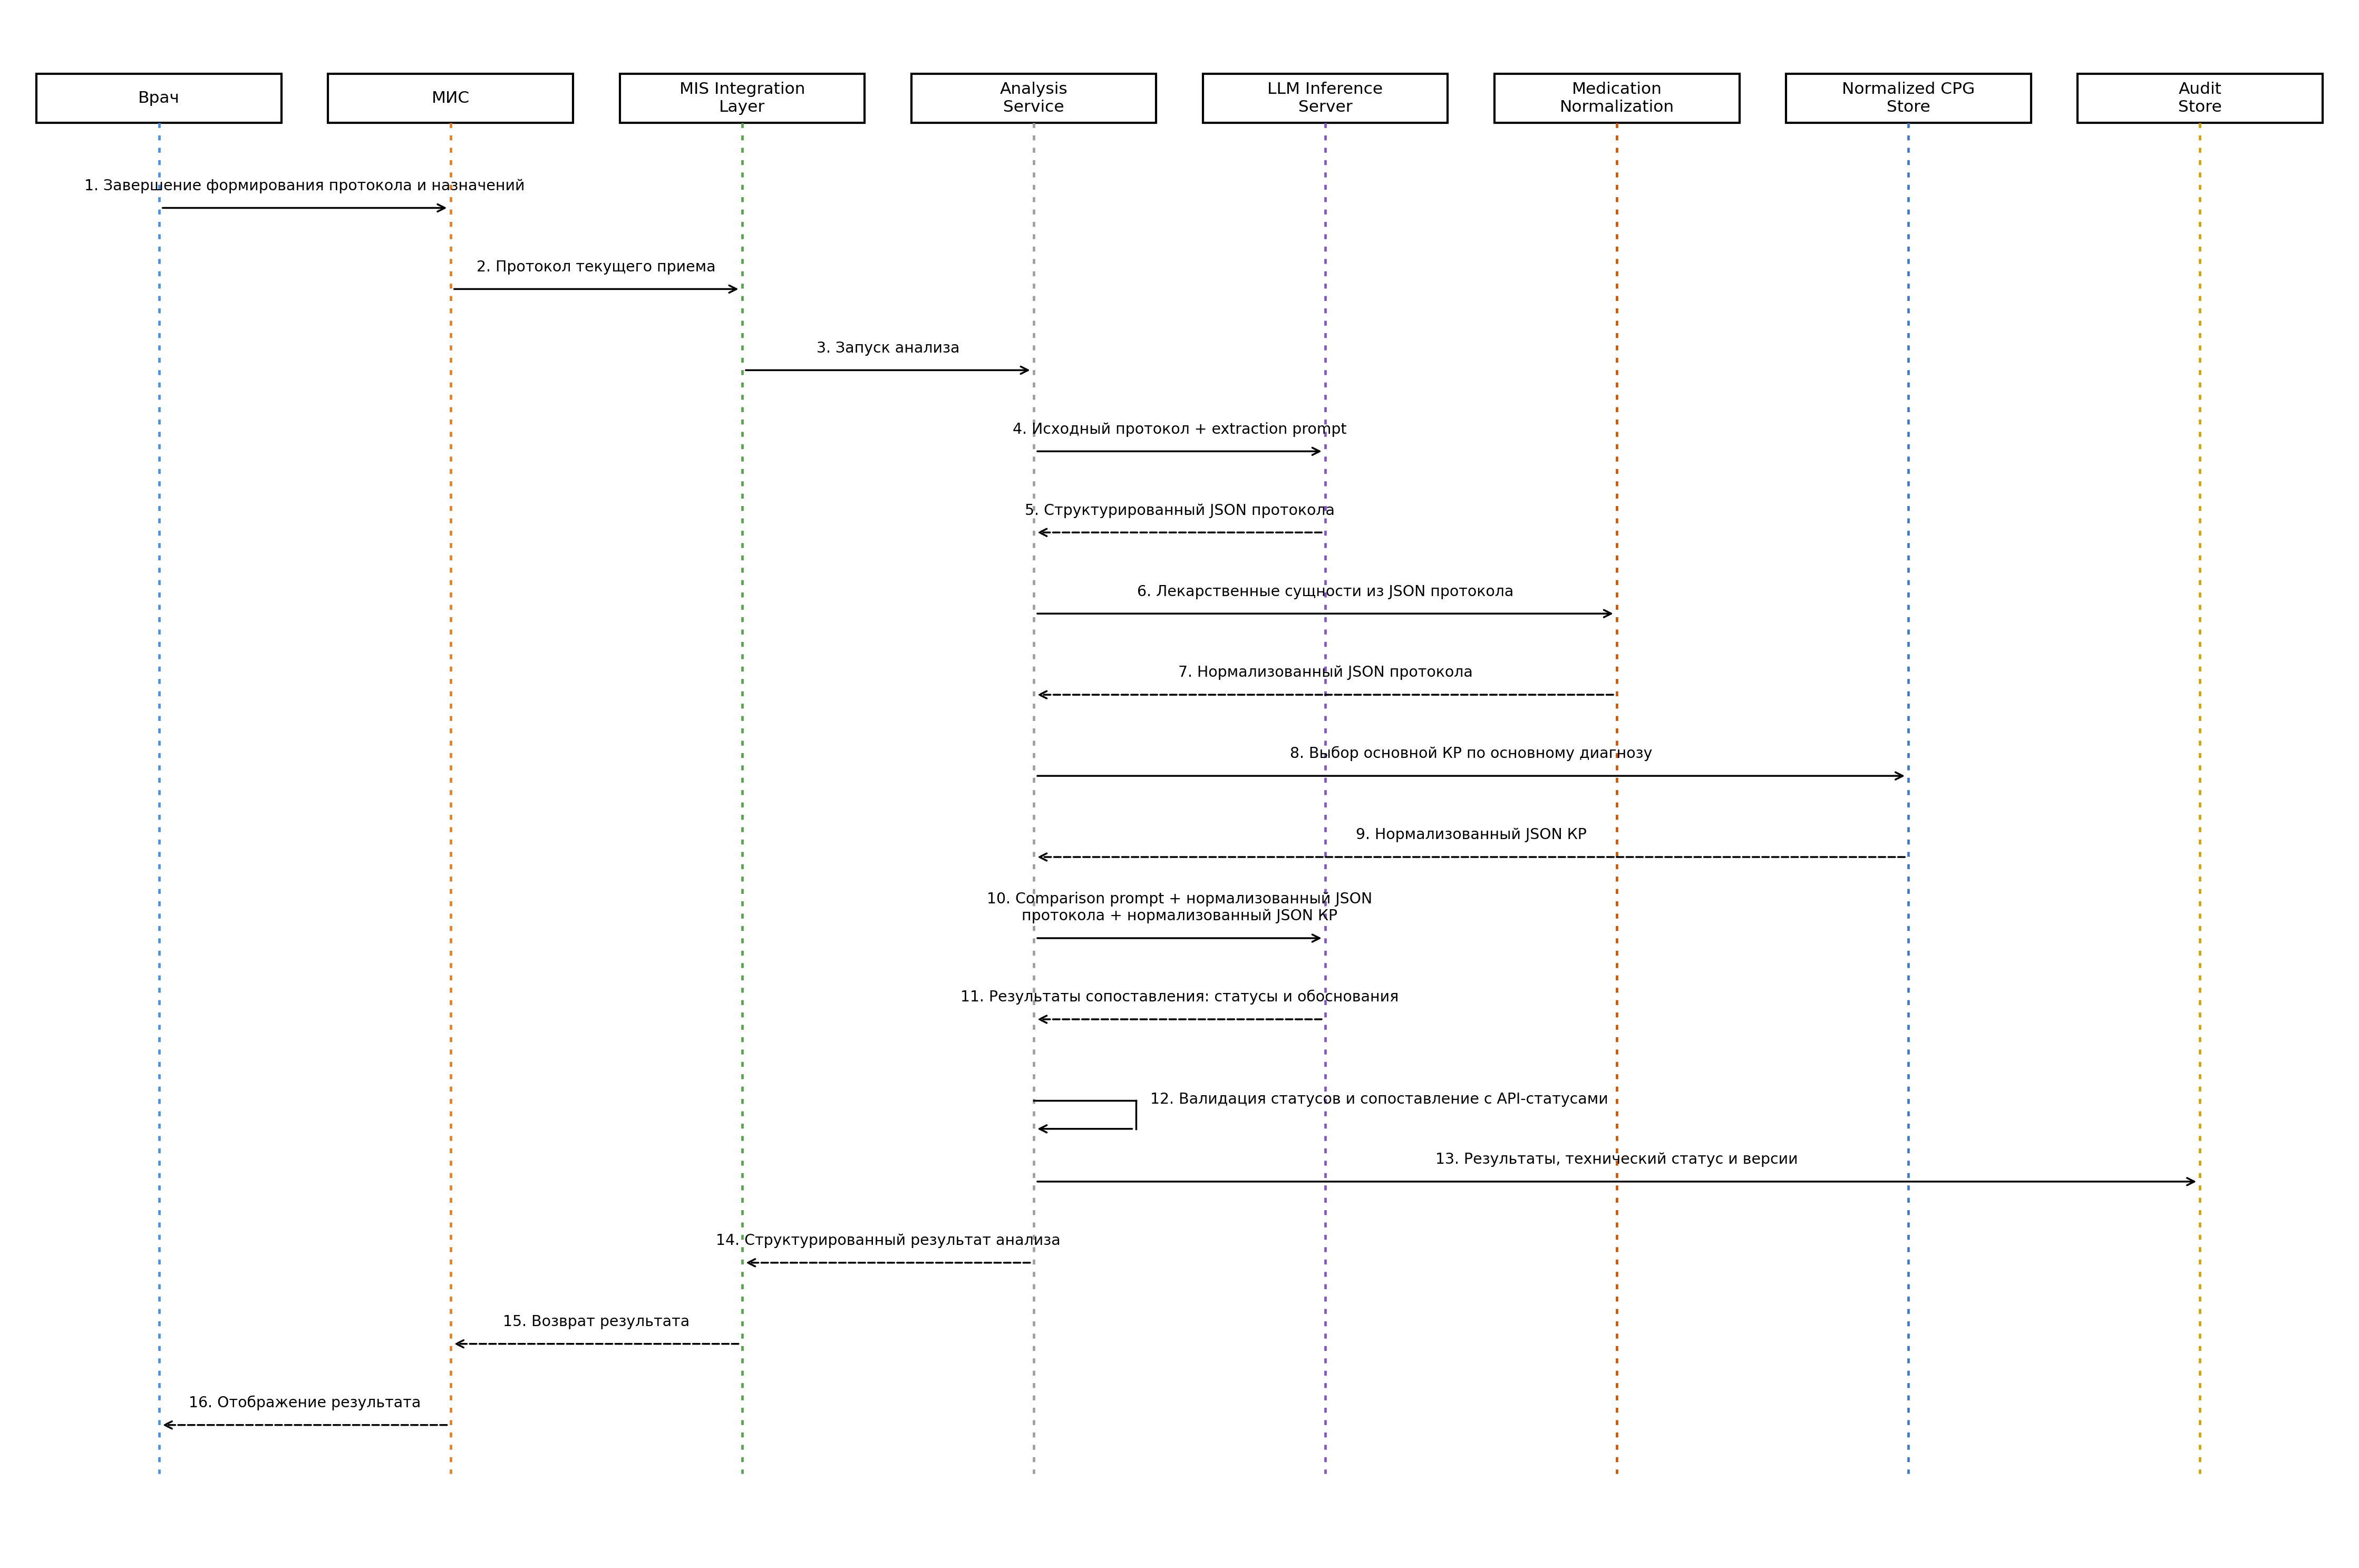 Врач
МИС
MIS Integration
Layer
Analysis
Service
LLM Inference
Server
Medication
Normalization
Normalized CPG
Store
Audit
Store
1. Завершение формирования протокола и назначений
2. Протокол текущего приема
3. Запуск анализа
4. Исходный протокол + extraction prompt
5. Структурированный JSON протокола
6. Лекарственные сущности из JSON протокола
7. Нормализованный JSON протокола
8. Выбор основной КР по основному диагнозу
9. Нормализованный JSON КР
10. Comparison prompt + нормализованный JSON
протокола + нормализованный JSON КР
11. Результаты сопоставления: статусы и обоснования
12. Валидация статусов и сопоставление с API-статусами
13. Результаты, технический статус и версии
14. Структурированный результат анализа
15. Возврат результата
16. Отображение результата